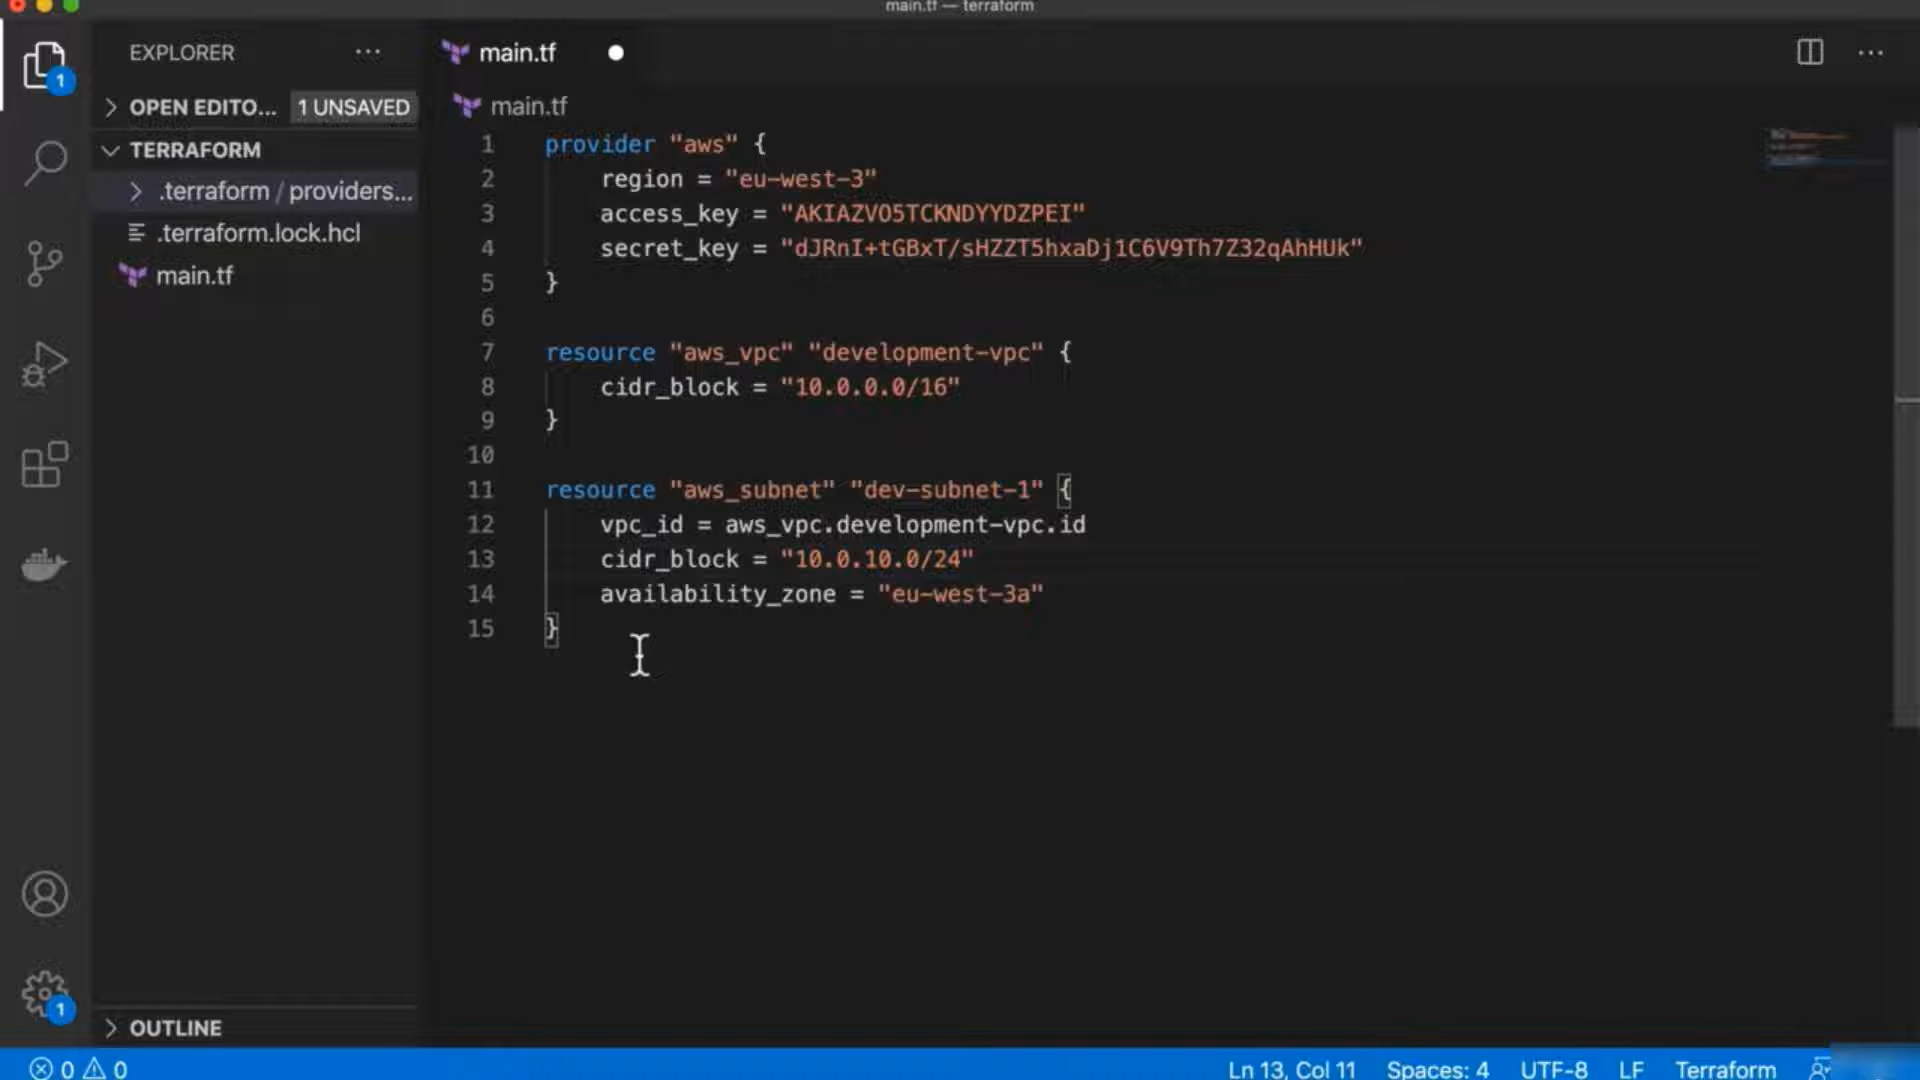 main.tf — terraform
EXPLORER
1
OPEN EDITO... 1 UNSAVED
TERRAFORM
.terraform / providers...
.terraform.lock.hcl
main.tf
OUTLINE
1
main.tf
main.tf
1 provider "aws" {
2 region = "eu-west-3"
3 access_key = "AKIAZVO5TCKNDYYDZPEI"
4 secret_key = "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"
5 }
6
7 resource "aws_vpc" "development-vpc" {
8 cidr_block = "10.0.0.0/16"
9 }
10
11 resource "aws_subnet" "dev-subnet-1" {
12 vpc_id = aws_vpc.development-vpc.id
13 cidr_block = "10.0.10.0/24"
14 availability_zone = "eu-west-3a"
15 }
0 0 Ln 13, Col 11 Spaces: 4 UTF-8 LF Terraform